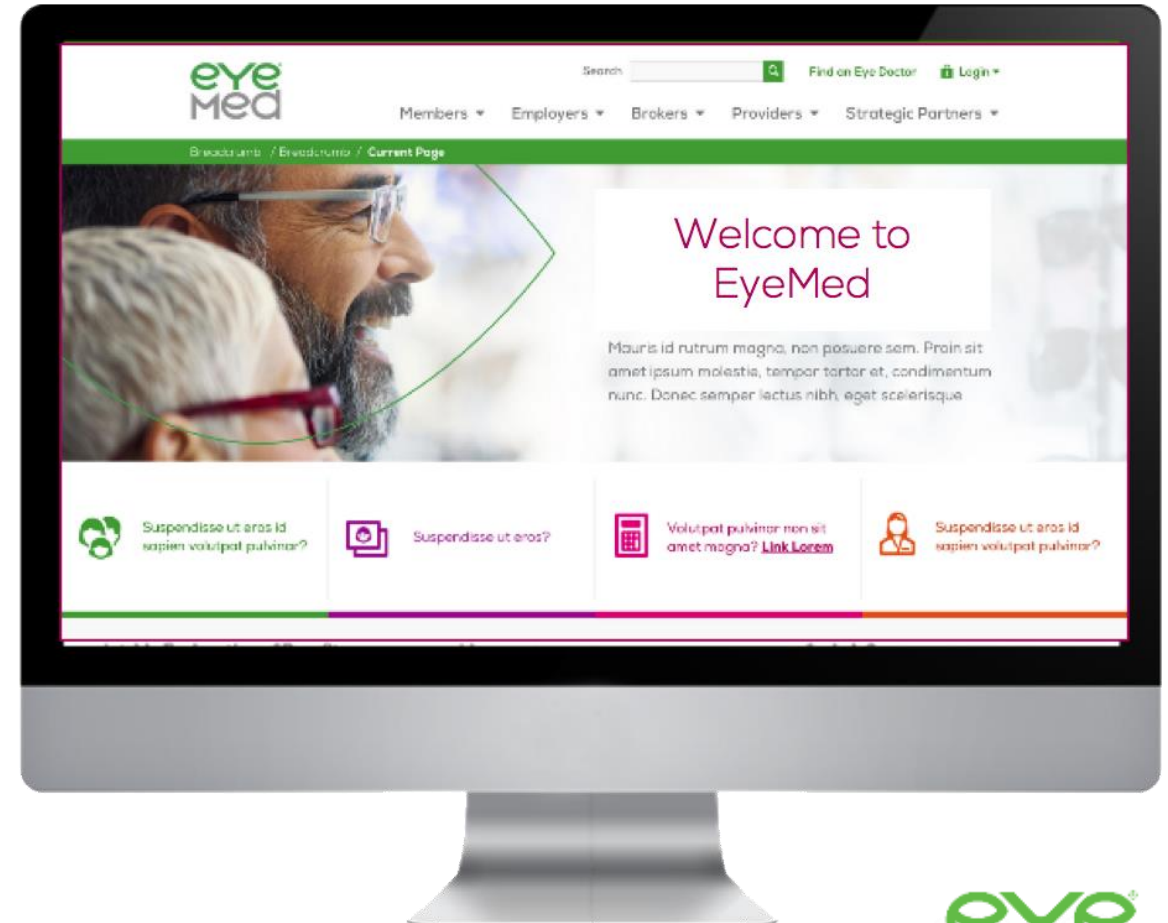 eye
Med
Search
Find an Eye Doctor
Login
Members
Employers
Brokers
Providers
Strategic Partners
Breadcrumb / Breadcrumb / Current Page
Welcome to
EyeMed
Mauris id rutrum magna, non posuere sem. Proin sit
amet ipsum molestie, tempor tortor et, condimentum
nunc. Donec semper lectus nibh, eget scelerisque
Suspendisse ut eros id
sapien volutpat pulvinar?
Suspendisse ut eros?
Volutpat pulvinar non sit
amet magna? Link Lorem
Suspendisse ut eros id
sapien volutpat pulvinar?
eye